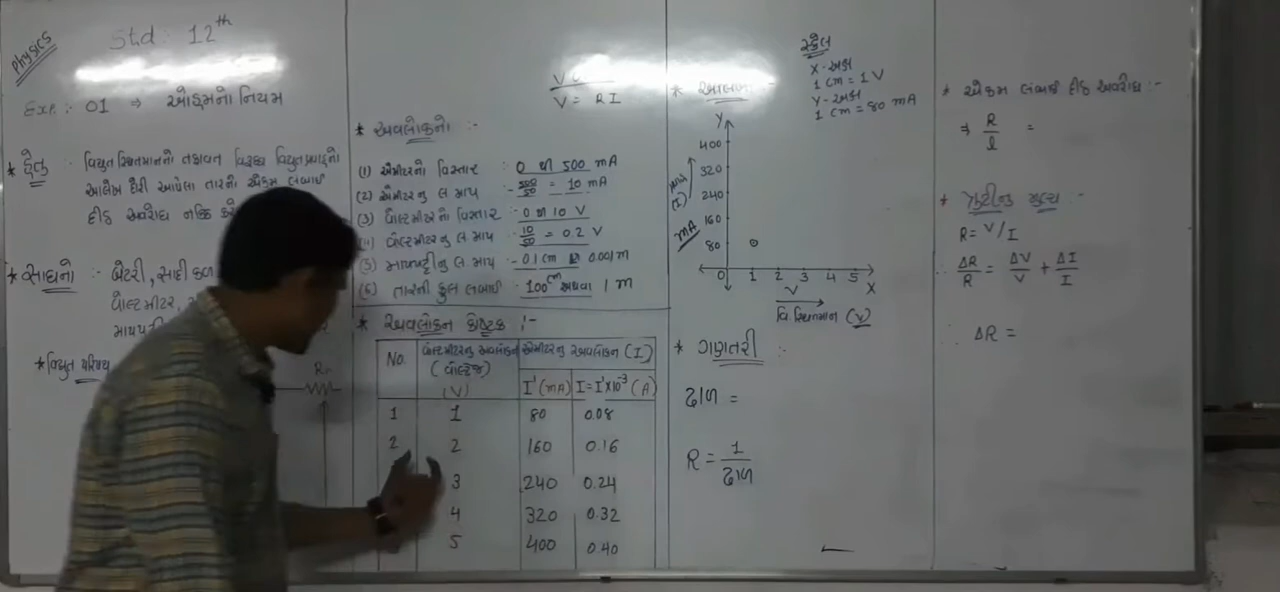 Physics
Std : 12th
Exp. :- 01 ⇒ ઓહમનો નિયમ
* હેતુ : વિદ્યુતસ્થિતિમાનનો તફાવત વિરૂદ્ધ વિદ્યુતપ્રવાહનો
આલેખ દોરી આપેલા તારનો એકમ લંબાઈ
દીઠ અવરોધ નક્કિ
* સાધનો :- બેટરી, સાદી કળ
વોલ્ટમીટર,
માપપટ્ટી
* વિદ્યુત પરિપથ
V = RI
* અવલોકનો :-
(1) એમીટરનો વિસ્તાર : 0 થી 500 mA
(2) એમીટરનું લ.માપ :- 500/50 = 10 mA
(3) વોલ્ટમીટરનો વિસ્તાર :- 0 થી 10 V
વોલ્ટમીટરનું લ.માપ :- 10/50 = 0.2 V
(5) માપપટ્ટીનું લ.માપ :- 0.1 cm 0.001 m
(6) તારની કુલ લંબાઈ : 100 cm અથવા 1 m
* અવલોકન કોષ્ટક :-
No. વોલ્ટમીટરનું અવલોકન (વોલ્ટેજ) (V) એમીટરનું અવલોકન (I)
I' (mA) I = I' × 10⁻³ (A)
1 1 80 0.08
2 2 160 0.16
3 240 0.24
4 320 0.32
5 400 0.40
સ્કેલ
X-અક્ષ
1 cm = 1 V
Y-અક્ષ
1 cm = 80 mA
* આલેખ :-
Y
400
320
240
160
80
(I)
mA
0 1 2 3 4 5 X
V
વિ.સ્થિતિમાન (V)
* ગણતરી :-
ઢાળ =
R = 1/ઢાળ
* એકમ લંબાઈ દીઠ અવરોધ :-
⇒ R/l =
* ત્રુટીનું મુલ્ય :-
R = V/I
∴ ΔR/R = ΔV/V + ΔI/I
∴ ΔR =